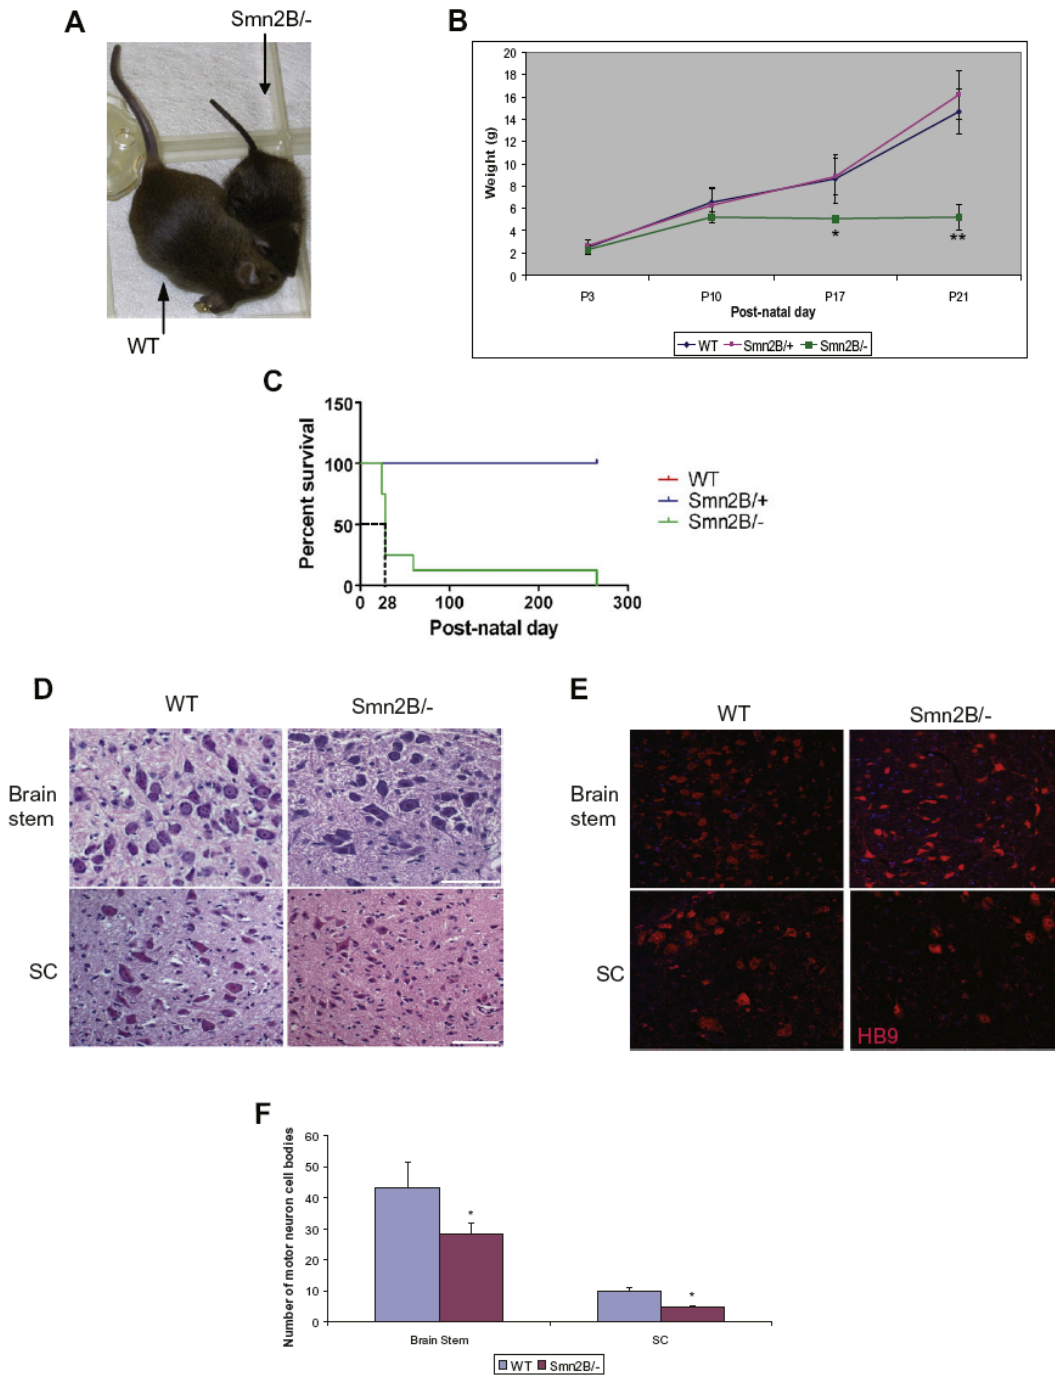 A
Smn2B/-
WT
B
20
18
16
14
12
10
8
6
4
2
0
Weight (g)
*
**
P3
P10
P17
P21
Post-natal day
WT
Smn2B/+
Smn2B/-
C
150
100
50
0
Percent survival
0
28
100
200
300
Post-natal day
WT
Smn2B/+
Smn2B/-
D
WT
Smn2B/-
Brain
stem
SC
E
WT
Smn2B/-
Brain
stem
SC
HB9
F
60
50
40
30
20
10
0
Number of motor neuron cell bodies
*
*
Brain Stem
SC
WT
Smn2B/-